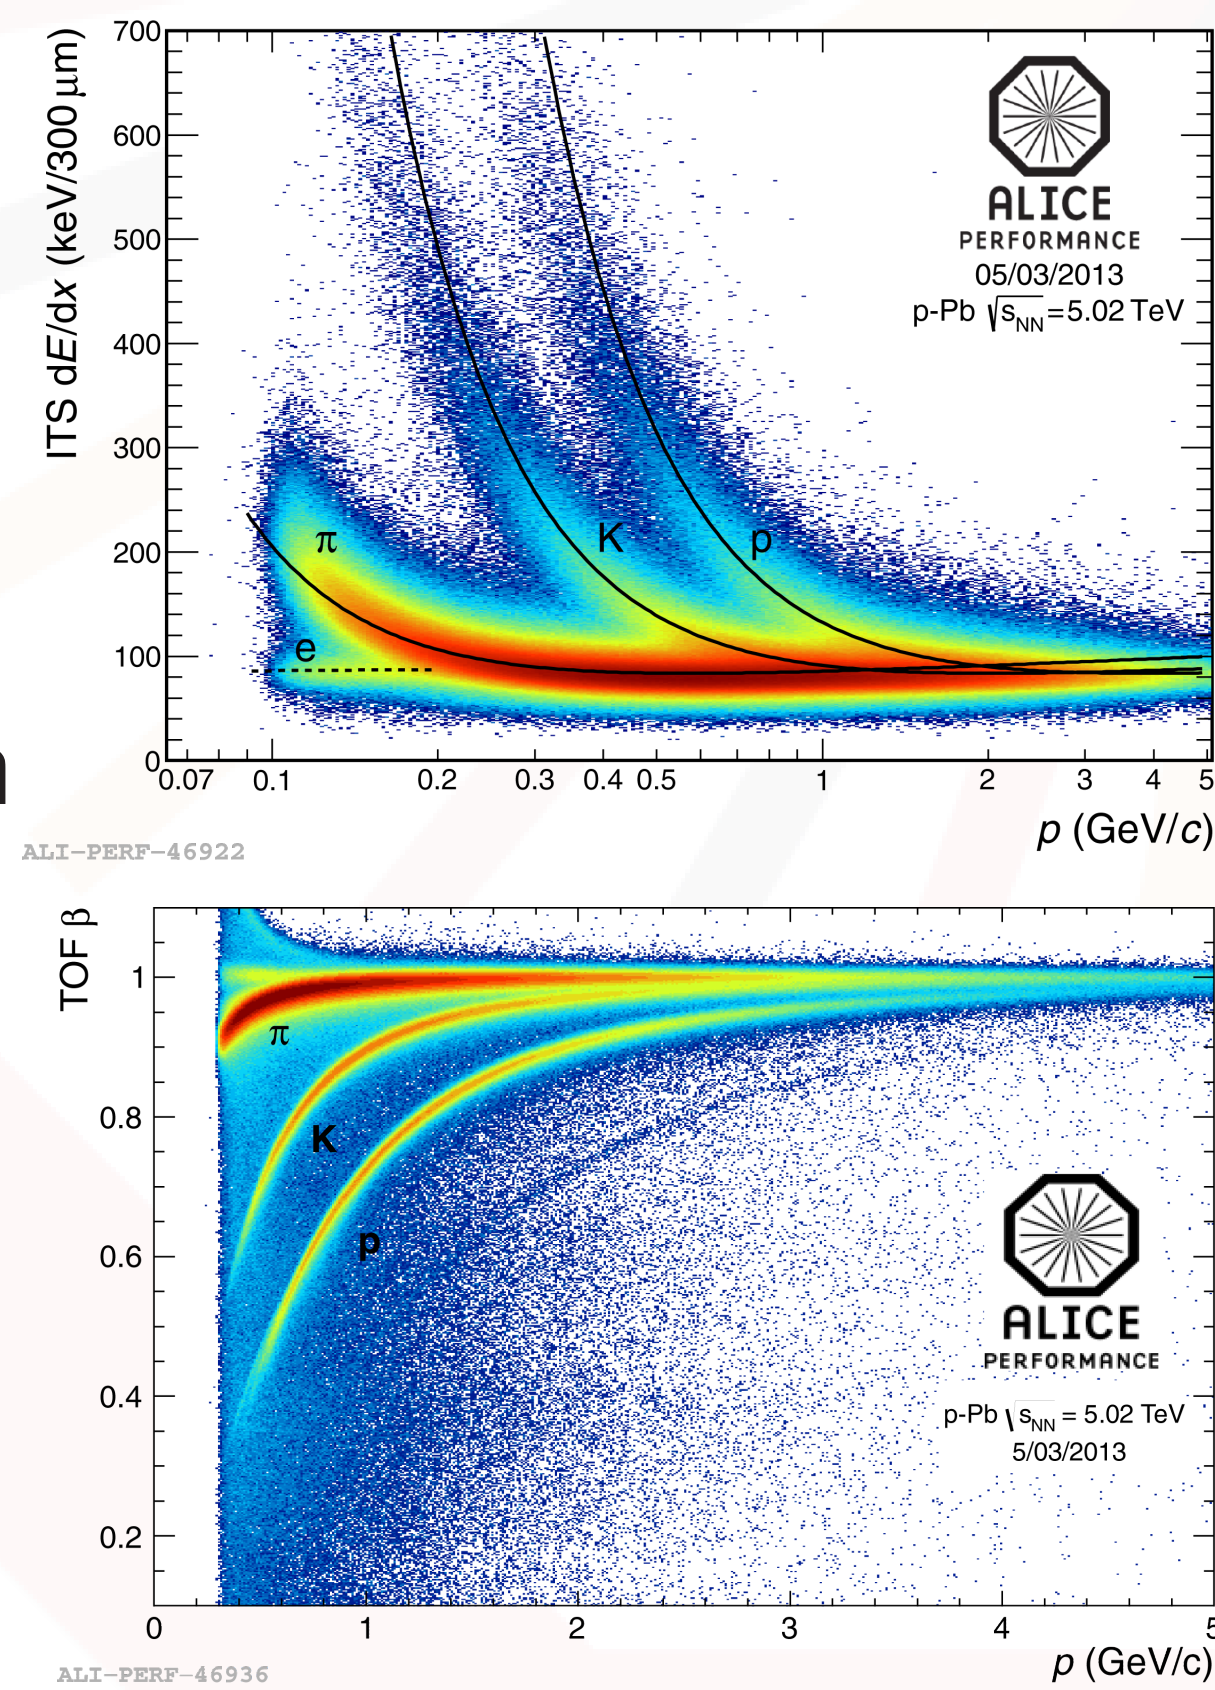 ITS dE/dx (keV/300 μm)
700
600
500
400
300
200
100
0
ALICE
PERFORMANCE
05/03/2013
p-Pb √sNN = 5.02 TeV
π
K
p
e
0.07 0.1 0.2 0.3 0.4 0.5 1 2 3 4 5
p (GeV/c)
ALI-PERF-46922
TOF β
1
0.8
0.6
0.4
0.2
π
K
p
ALICE
PERFORMANCE
p-Pb √sNN = 5.02 TeV
5/03/2013
0 1 2 3 4 5
p (GeV/c)
ALI-PERF-46936